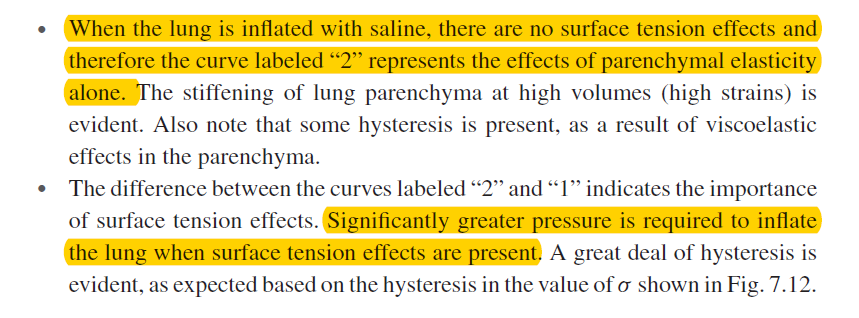 • When the lung is inflated with saline, there are no surface tension effects and
therefore the curve labeled “2” represents the effects of parenchymal elasticity
alone. The stiffening of lung parenchyma at high volumes (high strains) is
evident. Also note that some hysteresis is present, as a result of viscoelastic
effects in the parenchyma.
• The difference between the curves labeled “2” and “1” indicates the importance
of surface tension effects. Significantly greater pressure is required to inflate
the lung when surface tension effects are present. A great deal of hysteresis is
evident, as expected based on the hysteresis in the value of σ shown in Fig. 7.12.